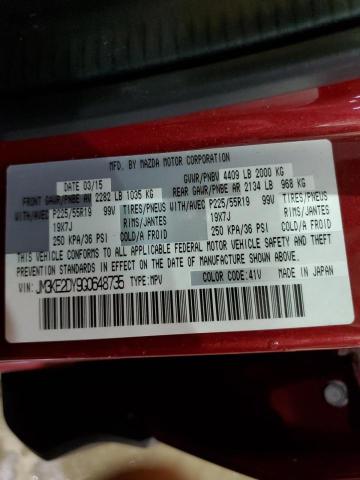 MFD. BY MAZDA MOTOR CORPORATION
DATE 03/15 GVWR/PNBV 4409 LB 2000 KG
FRONT GAWR/PNBE AV 2282 LB 1035 KG REAR GAWR/PNBE AR 2134 LB 968 KG
WITH/AVEC P225/55R19 99V TIRES/PNEUS WITH/AVEC P225/55R19 99V TIRES/PNEUS
19X7J RIMS/JANTES 19X7J RIMS/JANTES
250 KPA/36 PSI COLD/A FROID 250 KPA/36 PSI COLD/A FROID
THIS VEHICLE CONFORMS TO ALL APPLICABLE FEDERAL MOTOR VEHICLE SAFETY, AND BUMPER AND THEFT
PREVENTION STANDARDS IN EFFECT ON THE DATE OF MANUFACTURE SHOWN ABOVE.
VIN: JM3KE2DY9G0648735 TYPE:MPV COLOR CODE:41V MADE IN JAPAN